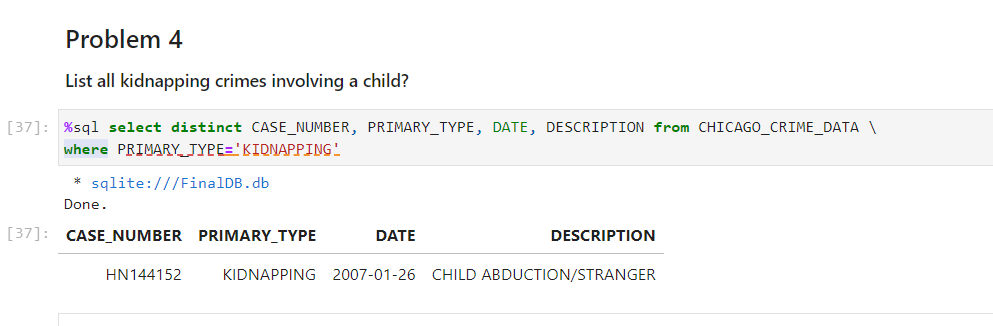 Problem 4
List all kidnapping crimes involving a child?
[37]: %sql select distinct CASE_NUMBER, PRIMARY_TYPE, DATE, DESCRIPTION from CHICAGO_CRIME_DATA \
where PRIMARY_TYPE='KIDNAPPING'
* sqlite:///FinalDB.db
Done.
[37]: CASE_NUMBER PRIMARY_TYPE DATE DESCRIPTION
HN144152 KIDNAPPING 2007-01-26 CHILD ABDUCTION/STRANGER